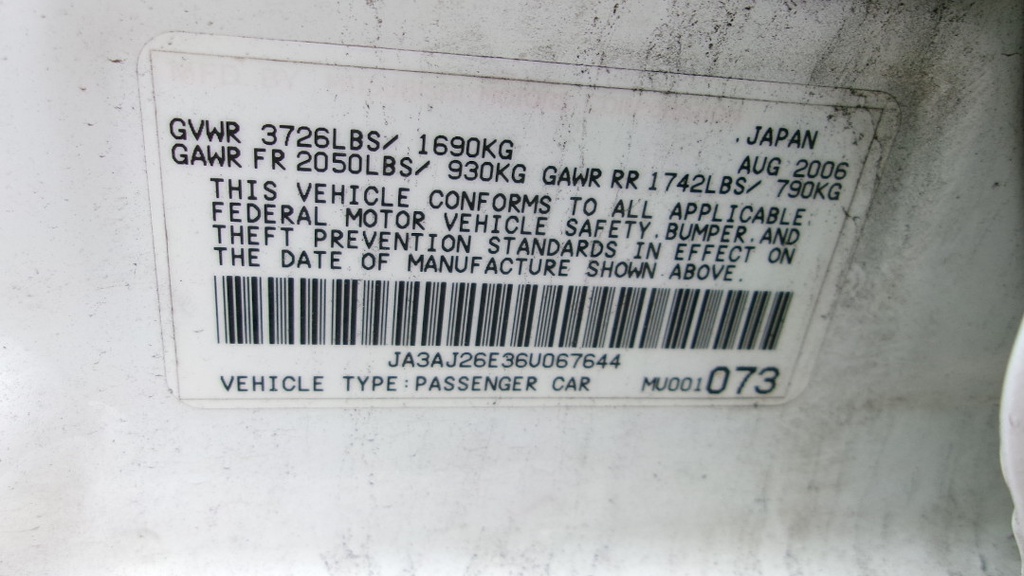 JAPAN
GVWR 3726LBS/ 1690KG AUG 2006
GAWR FR 2050LBS/ 930KG GAWR RR 1742LBS/ 790KG
THIS VEHICLE CONFORMS TO ALL APPLICABLE
FEDERAL MOTOR VEHICLE SAFETY, BUMPER, AND
THEFT PREVENTION STANDARDS IN EFFECT ON
THE DATE OF MANUFACTURE SHOWN ABOVE.
JA3AJ26E36U067644
VEHICLE TYPE: PASSENGER CAR MU001073